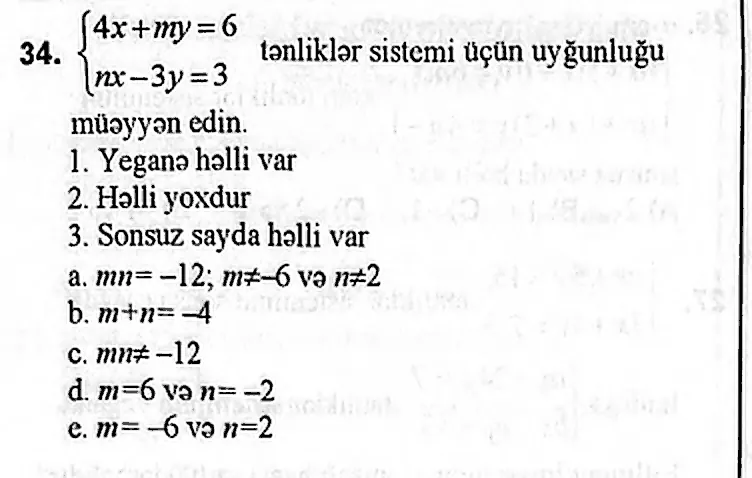 34. {4x+my=6
nx−3y=3 tənliklər sistemi üçün uyğunluğu
müəyyən edin.
1. Yeganə həlli var
2. Həlli yoxdur
3. Sonsuz sayda həlli var
a. mn= −12; m≠−6 və n≠2
b. m+n= −4
c. mn≠ −12
d. m=6 və n= −2
e. m= −6 və n=2